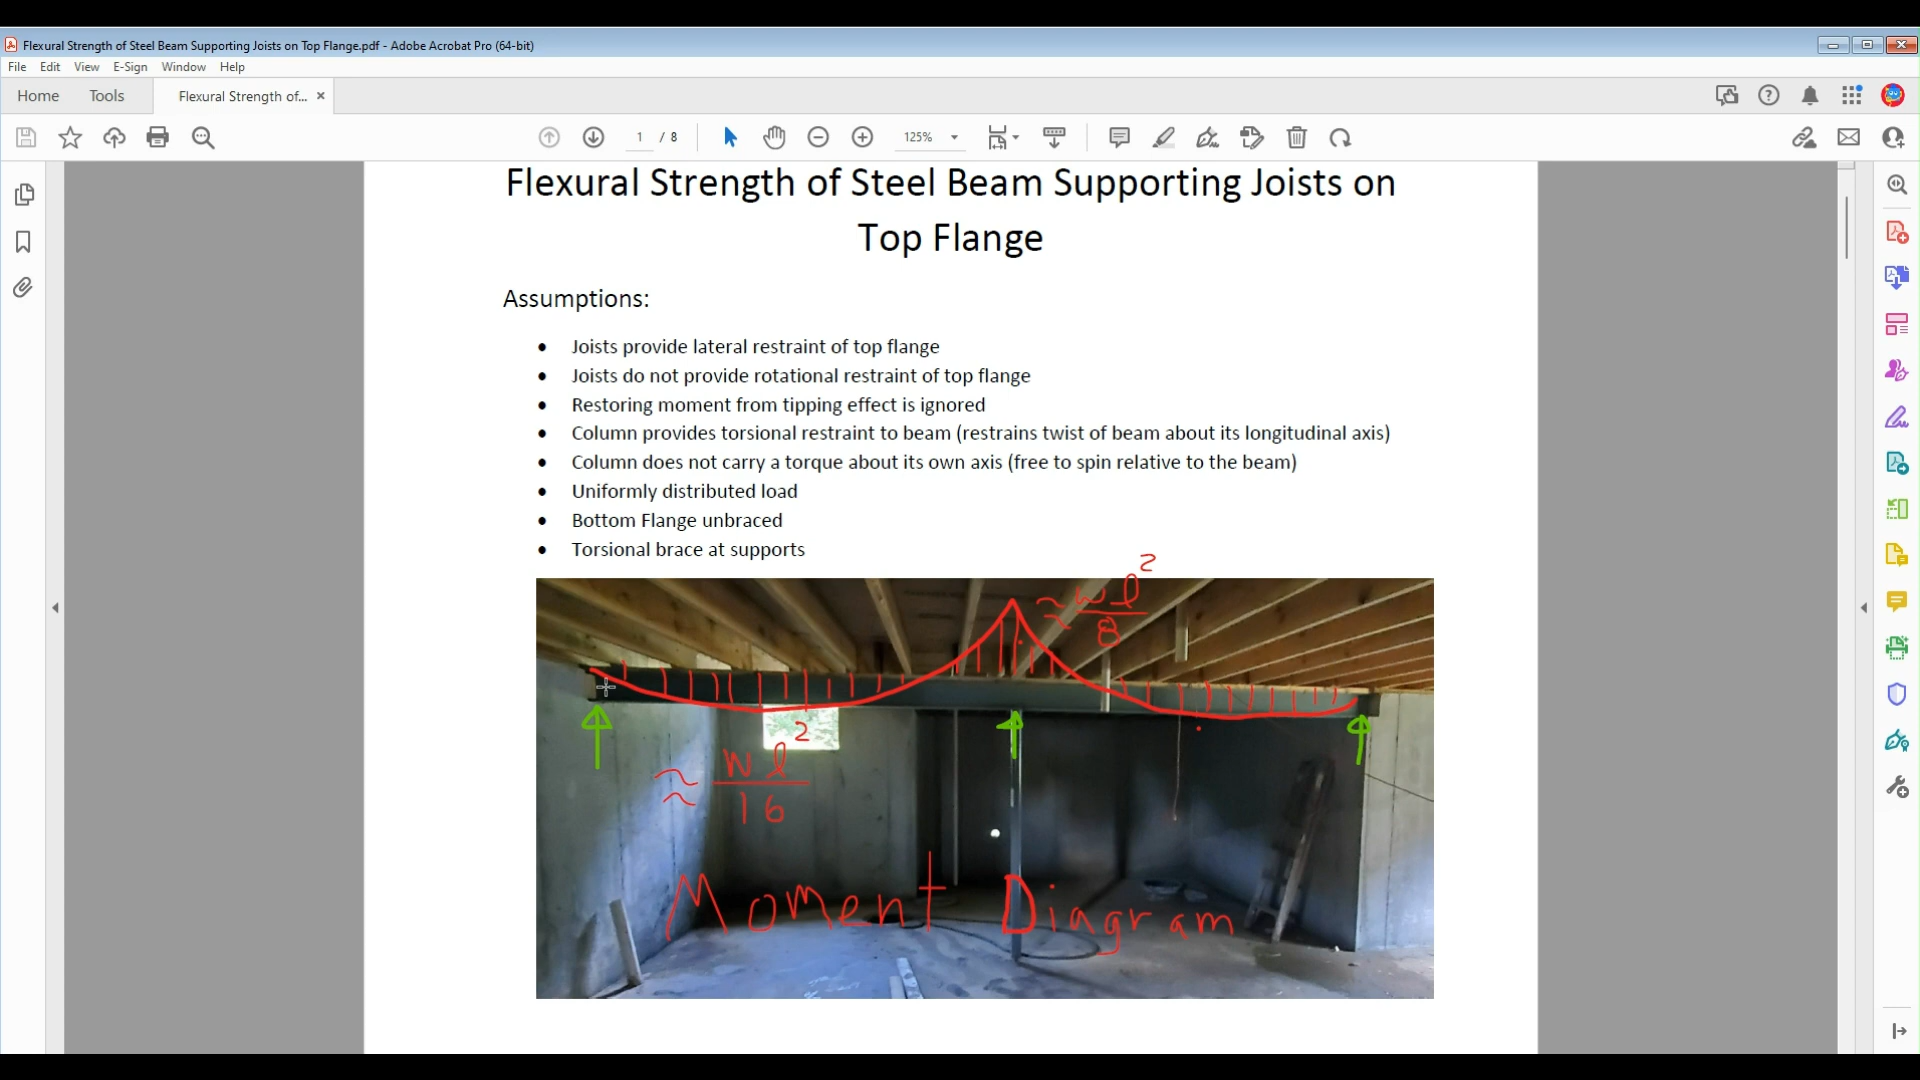 Flexural Strength of Steel Beam Supporting Joists on Top Flange.pdf - Adobe Acrobat Pro (64-bit)
File Edit View E-Sign Window Help
Home Tools Flexural Strength of... ×
1 / 8 125%
Flexural Strength of Steel Beam Supporting Joists on
Top Flange
Assumptions:
• Joists provide lateral restraint of top flange
• Joists do not provide rotational restraint of top flange
• Restoring moment from tipping effect is ignored
• Column provides torsional restraint to beam (restrains twist of beam about its longitudinal axis)
• Column does not carry a torque about its own axis (free to spin relative to the beam)
• Uniformly distributed load
• Bottom Flange unbraced
• Torsional brace at supports
≈ wl²/8
≈ wl²/16
Moment Diagram